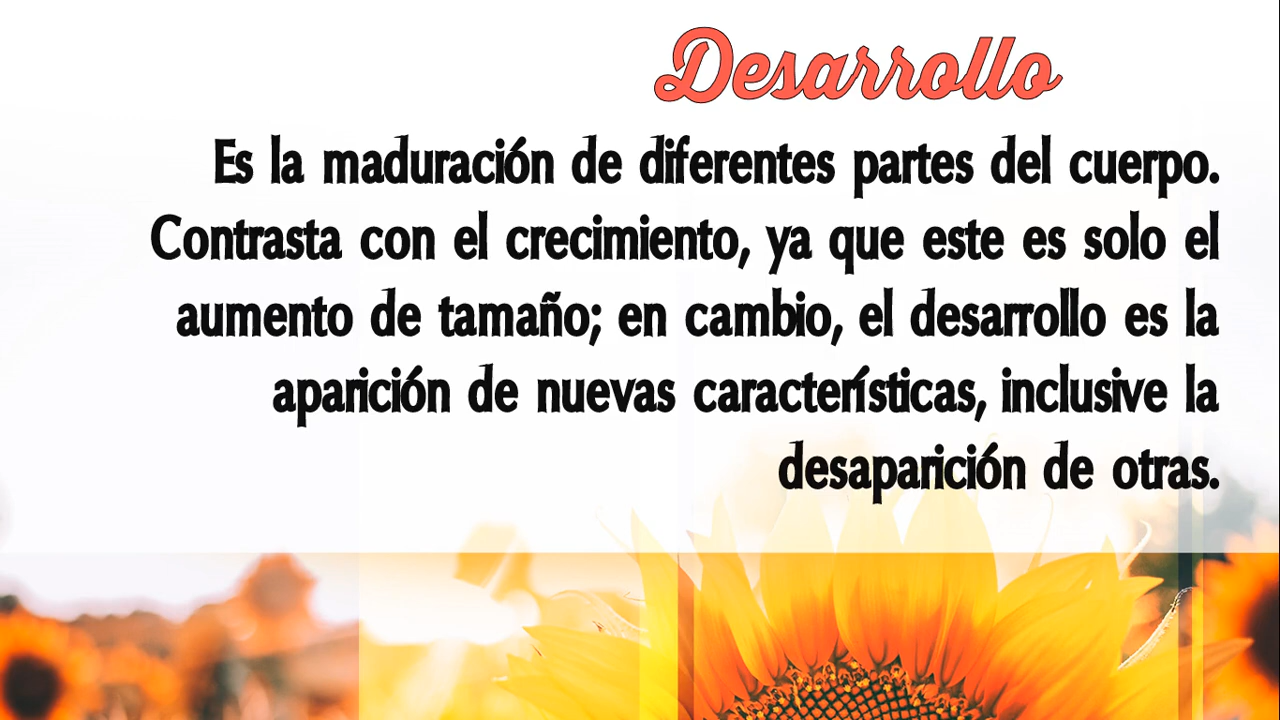 Desarrollo
Es la maduración de diferentes partes del cuerpo.
Contrasta con el crecimiento, ya que este es solo el
aumento de tamaño; en cambio, el desarrollo es la
aparición de nuevas características, inclusive la
desaparición de otras.